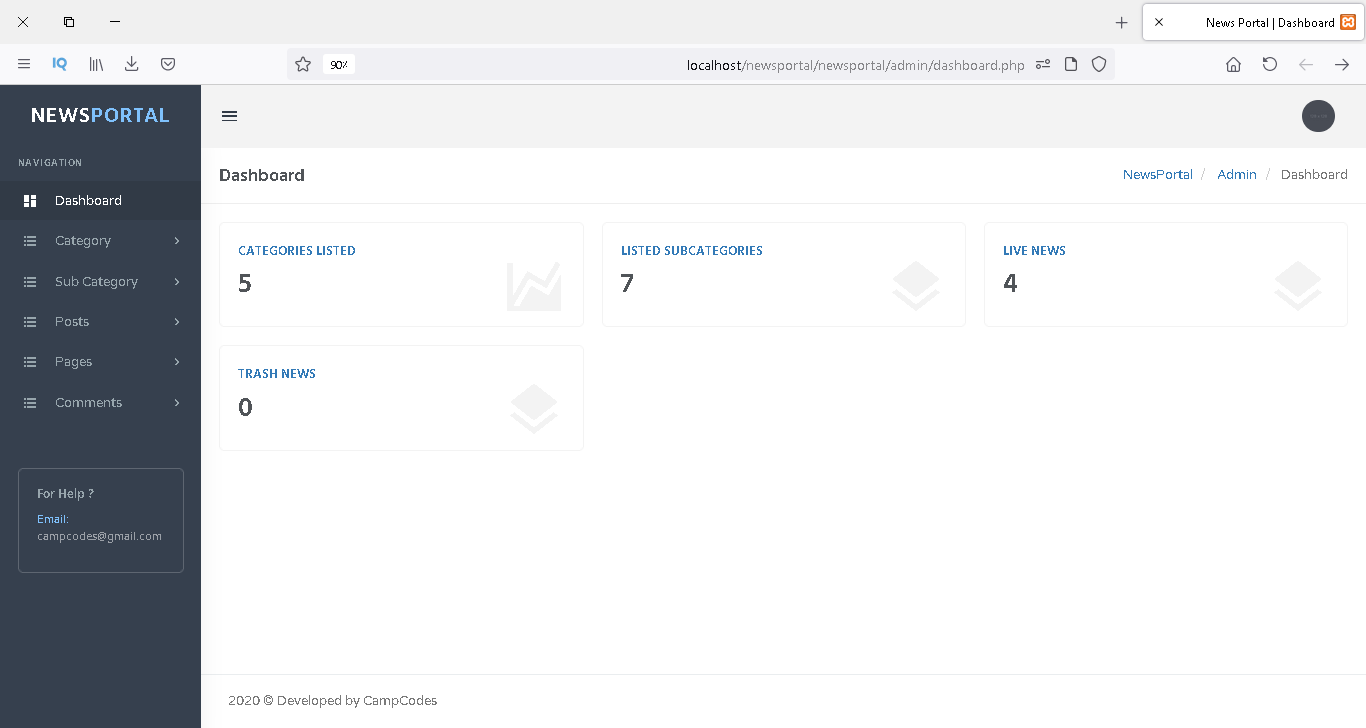 News Portal | Dashboard
IQ
90%
localhost/newsportal/newsportal/admin/dashboard.php
NEWSPORTAL
NAVIGATION
Dashboard
Category
Sub Category
Posts
Pages
Comments
For Help ?
Email:
campcodes@gmail.com
Dashboard
NewsPortal / Admin / Dashboard
CATEGORIES LISTED
5
LISTED SUBCATEGORIES
7
LIVE NEWS
4
TRASH NEWS
0
2020 © Developed by CampCodes